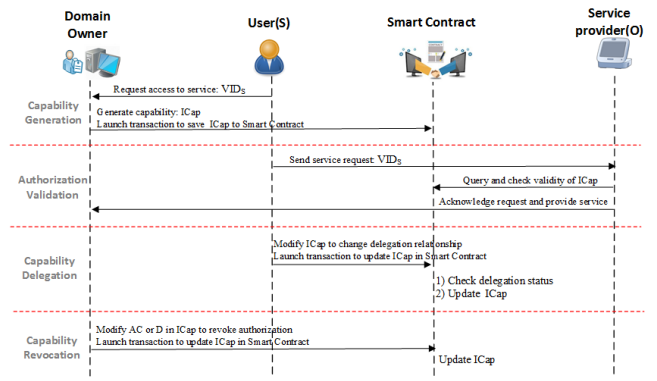 Domain
Owner
User(S)
Smart Contract
Service
provider(O)
Request access to service: VIDS
Capability
Generation
Generate capability: ICap
Launch transaction to save ICap to Smart Contract
Send service request: VIDS
Authorization
Validation
Query and check validity of ICap
Acknowledge request and provide service
Capability
Delegation
Modify ICap to change delegation relationship
Launch transaction to update ICap in Smart Contract
1) Check delegation status
2) Update ICap
Capability
Revocation
Modify AC or D in ICap to revoke authorization
Launch transaction to update ICap in Smart Contract
Update ICap